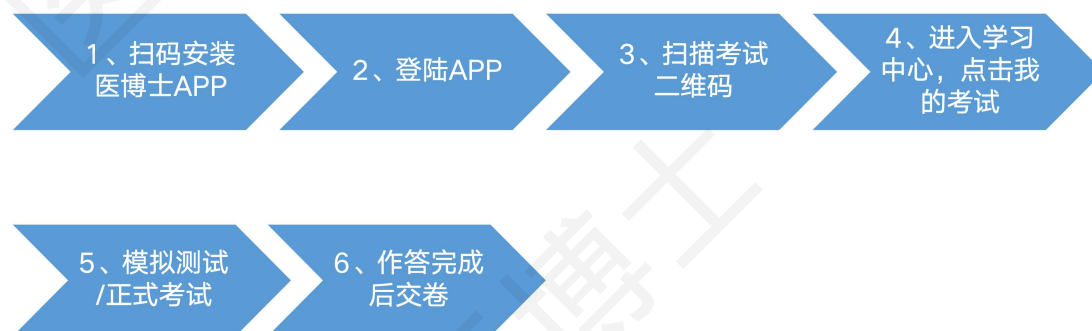 1、扫码安装
医博士APP
2、登陆APP
3、扫描考试
二维码
4、进入学习
中心，点击我
的考试
5、模拟测试
/正式考试
6、作答完成
后交卷
博士